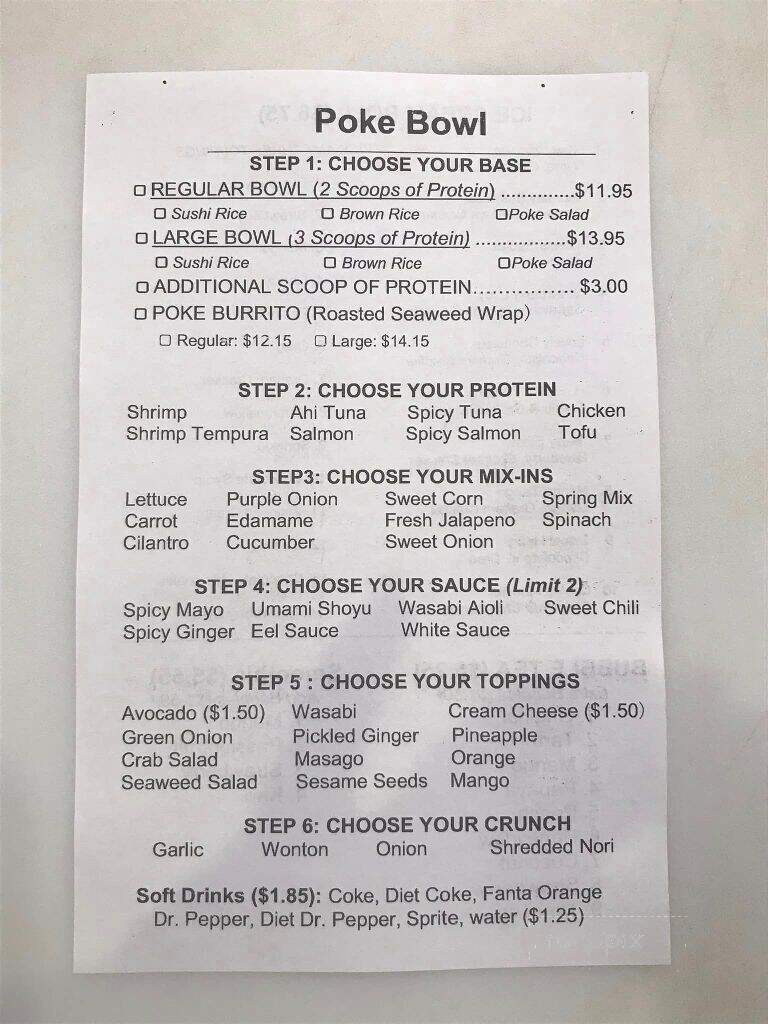 Poke Bowl
STEP 1: CHOOSE YOUR BASE
REGULAR BOWL (2 Scoops of Protein) ..............$11.95
Sushi Rice Brown Rice Poke Salad
LARGE BOWL (3 Scoops of Protein) .................$13.95
Sushi Rice Brown Rice Poke Salad
ADDITIONAL SCOOP OF PROTEIN................. $3.00
POKE BURRITO (Roasted Seaweed Wrap)
Regular: $12.15 Large: $14.15
STEP 2: CHOOSE YOUR PROTEIN
Shrimp Ahi Tuna Spicy Tuna Chicken
Shrimp Tempura Salmon Spicy Salmon Tofu
STEP3: CHOOSE YOUR MIX-INS
Lettuce Purple Onion Sweet Corn Spring Mix
Carrot Edamame Fresh Jalapeno Spinach
Cilantro Cucumber Sweet Onion
STEP 4: CHOOSE YOUR SAUCE (Limit 2)
Spicy Mayo Umami Shoyu Wasabi Aioli Sweet Chili
Spicy Ginger Eel Sauce White Sauce
STEP 5 : CHOOSE YOUR TOPPINGS
Avocado ($1.50) Wasabi Cream Cheese ($1.50)
Green Onion Pickled Ginger Pineapple
Crab Salad Masago Orange
Seaweed Salad Sesame Seeds Mango
STEP 6: CHOOSE YOUR CRUNCH
Garlic Wonton Onion Shredded Nori
Soft Drinks ($1.85): Coke, Diet Coke, Fanta Orange
Dr. Pepper, Diet Dr. Pepper, Sprite, water ($1.25)